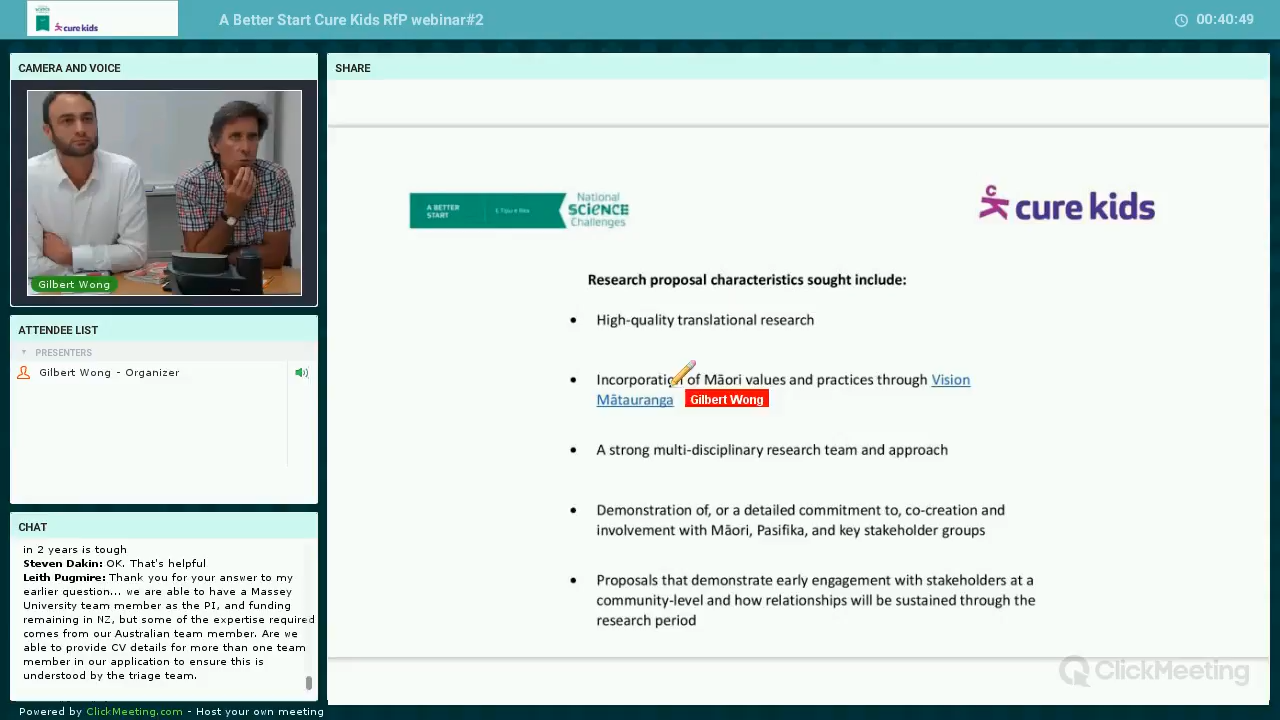 SCIENCE
cure kids
A Better Start Cure Kids RfP webinar#2
00:40:49
CAMERA AND VOICE
Gilbert Wong
ATTENDEE LIST
PRESENTERS
Gilbert Wong - Organizer
CHAT
in 2 years is tough
Steven Dakin: OK. That's helpful
Leith Pugmire: Thank you for your answer to my
earlier question... we are able to have a Massey
University team member as the PI, and funding
remaining in NZ, but some of the expertise required
comes from our Australian team member. Are we
able to provide CV details for more than one team
member in our application to ensure this is
understood by the triage team.
SHARE
A BETTER
START
National
SCIENCE
Challenges
cure kids
Research proposal characteristics sought include:
• High-quality translational research
• Incorporation of Māori values and practices through Vision
Mātauranga
Gilbert Wong
• A strong multi-disciplinary research team and approach
• Demonstration of, or a detailed commitment to, co-creation and
involvement with Māori, Pasifika, and key stakeholder groups
• Proposals that demonstrate early engagement with stakeholders at a
community-level and how relationships will be sustained through the
research period
ClickMeeting
Powered by ClickMeeting.com - Host your own meeting